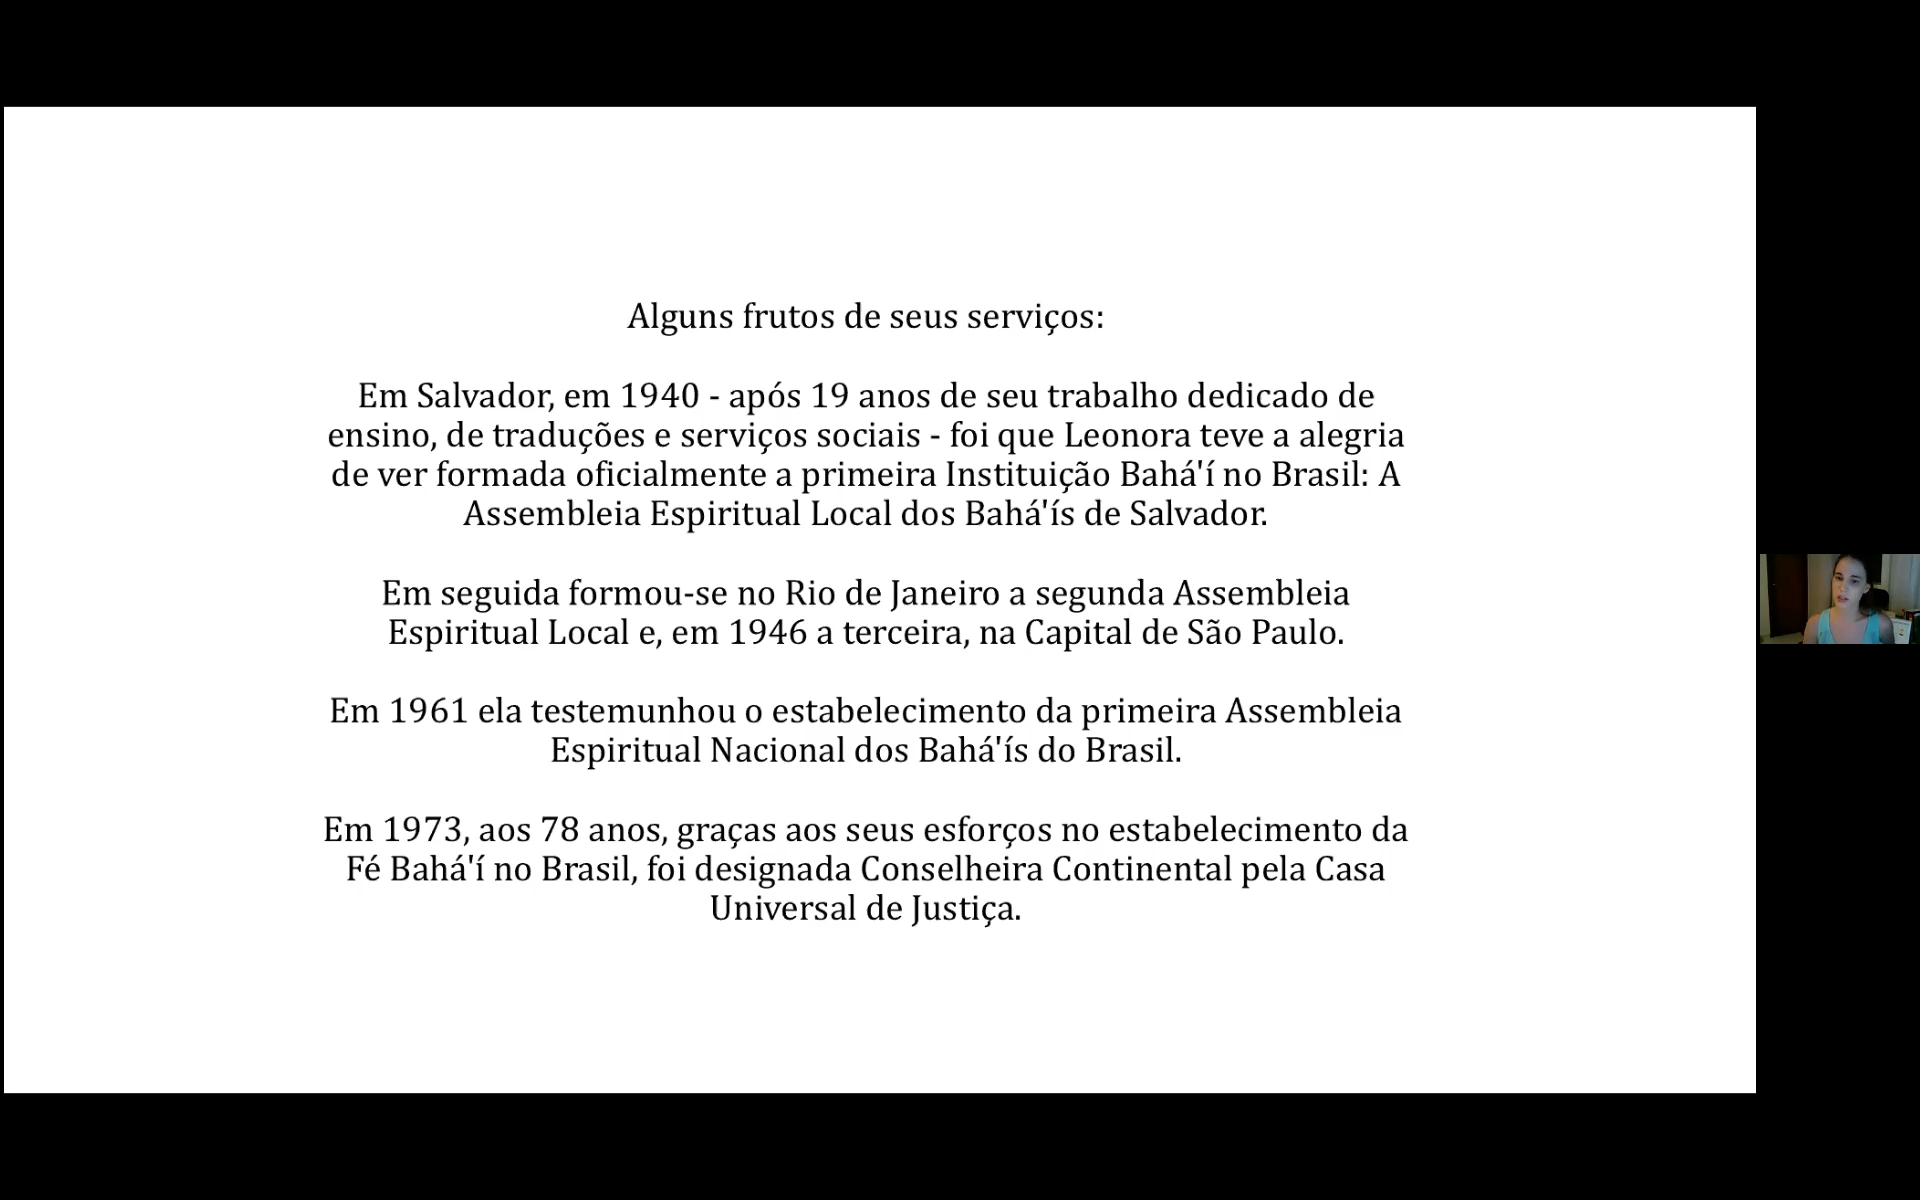 Alguns frutos de seus serviços:
Em Salvador, em 1940 - após 19 anos de seu trabalho dedicado de
ensino, de traduções e serviços sociais - foi que Leonora teve a alegria
de ver formada oficialmente a primeira Instituição Bahá'í no Brasil: A
Assembleia Espiritual Local dos Bahá'ís de Salvador.
Em seguida formou-se no Rio de Janeiro a segunda Assembleia
Espiritual Local e, em 1946 a terceira, na Capital de São Paulo.
Em 1961 ela testemunhou o estabelecimento da primeira Assembleia
Espiritual Nacional dos Bahá'ís do Brasil.
Em 1973, aos 78 anos, graças aos seus esforços no estabelecimento da
Fé Bahá'í no Brasil, foi designada Conselheira Continental pela Casa
Universal de Justiça.